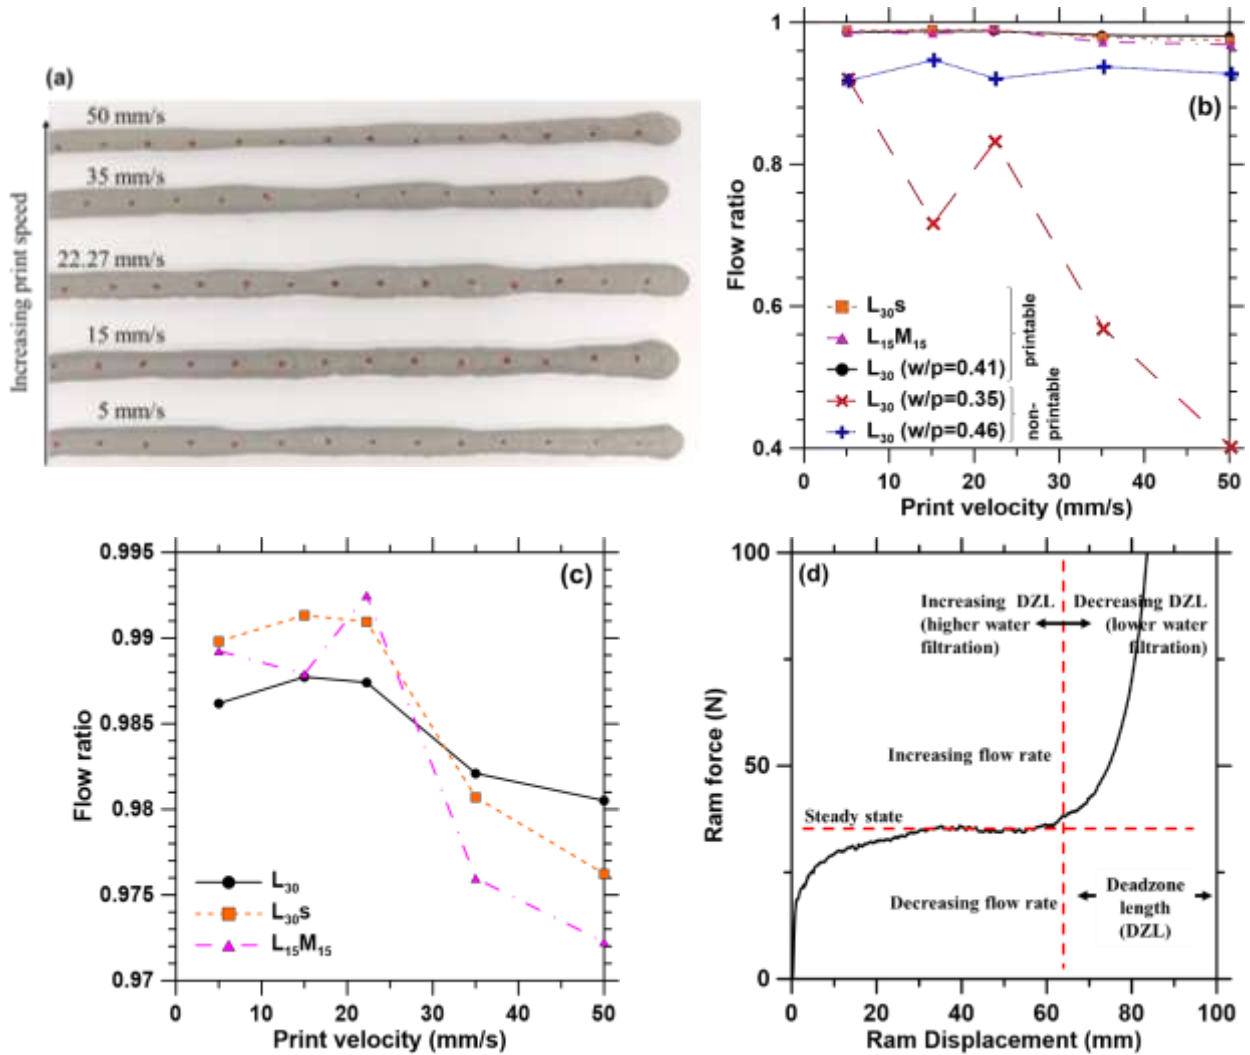 (a)
50 mm/s
35 mm/s
22.27 mm/s
15 mm/s
5 mm/s
Increasing print speed
(b)
1
0.8
0.6
0.4
Flow ratio
L30s
L15M15
L30 (w/p=0.41)
L30 (w/p=0.35)
L30 (w/p=0.46)
printable
non-
printable
0 10 20 30 40 50
Print velocity (mm/s)
(c)
0.995
0.99
0.985
0.98
0.975
0.97
Flow ratio
L30
L30s
L15M15
0 10 20 30 40 50
Print velocity (mm/s)
(d)
100
50
0
Ram force (N)
Increasing DZL
(higher water
filtration)
Decreasing DZL
(lower water
filtration)
Increasing flow rate
Steady state
Decreasing flow rate
Deadzone
length
(DZL)
0 20 40 60 80 100
Ram Displacement (mm)